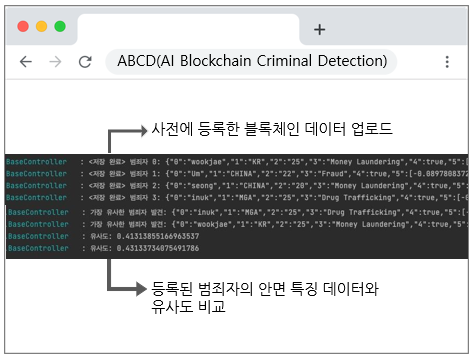 ABCD(AI Blockchain Criminal Detection)
사전에 등록한 블록체인 데이터 업로드
BaseController : <저장 완료> 범죄자 0: {"0":"wookjae","1":"KR","2":"25","3":"Money Laundering","4":true,"5":[
BaseController : <저장 완료> 범죄자 1: {"0":"Um","1":"CHINA","2":"22","3":"Fraud","4":true,"5":[-0.0897808372
BaseController : <저장 완료> 범죄자 2: {"0":"seong","1":"CHINA","2":"20","3":"Money Laundering","4":true,"5":
BaseController : <저장 완료> 범죄자 3: {"0":"inuk","1":"MGA","2":"25","3":"Drug Trafficking","4":true,"5":[-0
BaseController : 가장 유사한 범죄자 발견: {"0":"inuk","1":"MGA","2":"25","3":"Drug Trafficking","4":true,"5":[
BaseController : 가장 유사한 범죄자 발견: {"0":"wookjae","1":"KR","2":"25","3":"Money Laundering","4":true,"5"
BaseController : 유사도: 0.41313855166963537
BaseController : 유사도: 0.43133734075491786
등록된 범죄자의 안면 특징 데이터와
유사도 비교